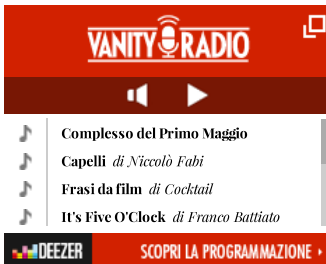 VANITY RADIO
Complesso del Primo Maggio
Capelli di Niccolò Fabi
Frasi da film di Cocktail
It's Five O'Clock di Franco Battiato
DEEZER SCOPRI LA PROGRAMMAZIONE